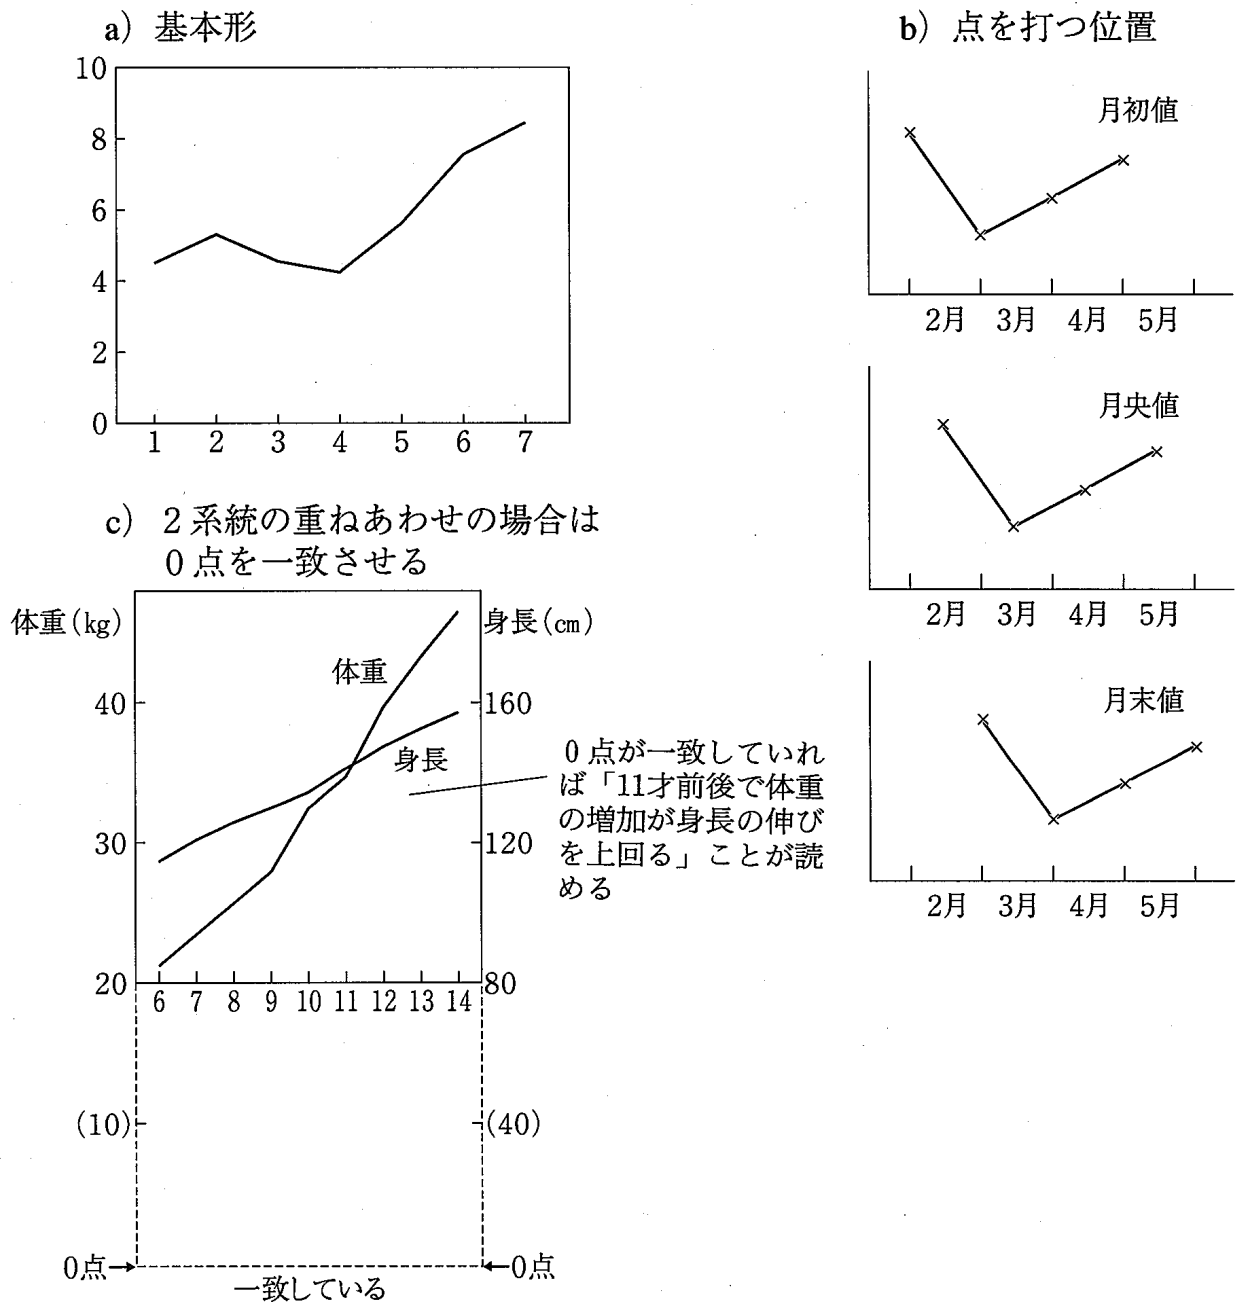 a）基本形
10
8
6
4
2
0
1 2 3 4 5 6 7
b）点を打つ位置
月初値
2月 3月 4月 5月
月央値
2月 3月 4月 5月
月末値
2月 3月 4月 5月
c） 2系統の重ねあわせの場合は
0点を一致させる
体重(kg)
身長(cm)
体重
身長
40
30
20
(10)
0点
160
120
80
(40)
0点
6 7 8 9 10 11 12 13 14
0点が一致していれ
ば「11才前後で体重
の増加が身長の伸び
を上回る」ことが読
める
一致している